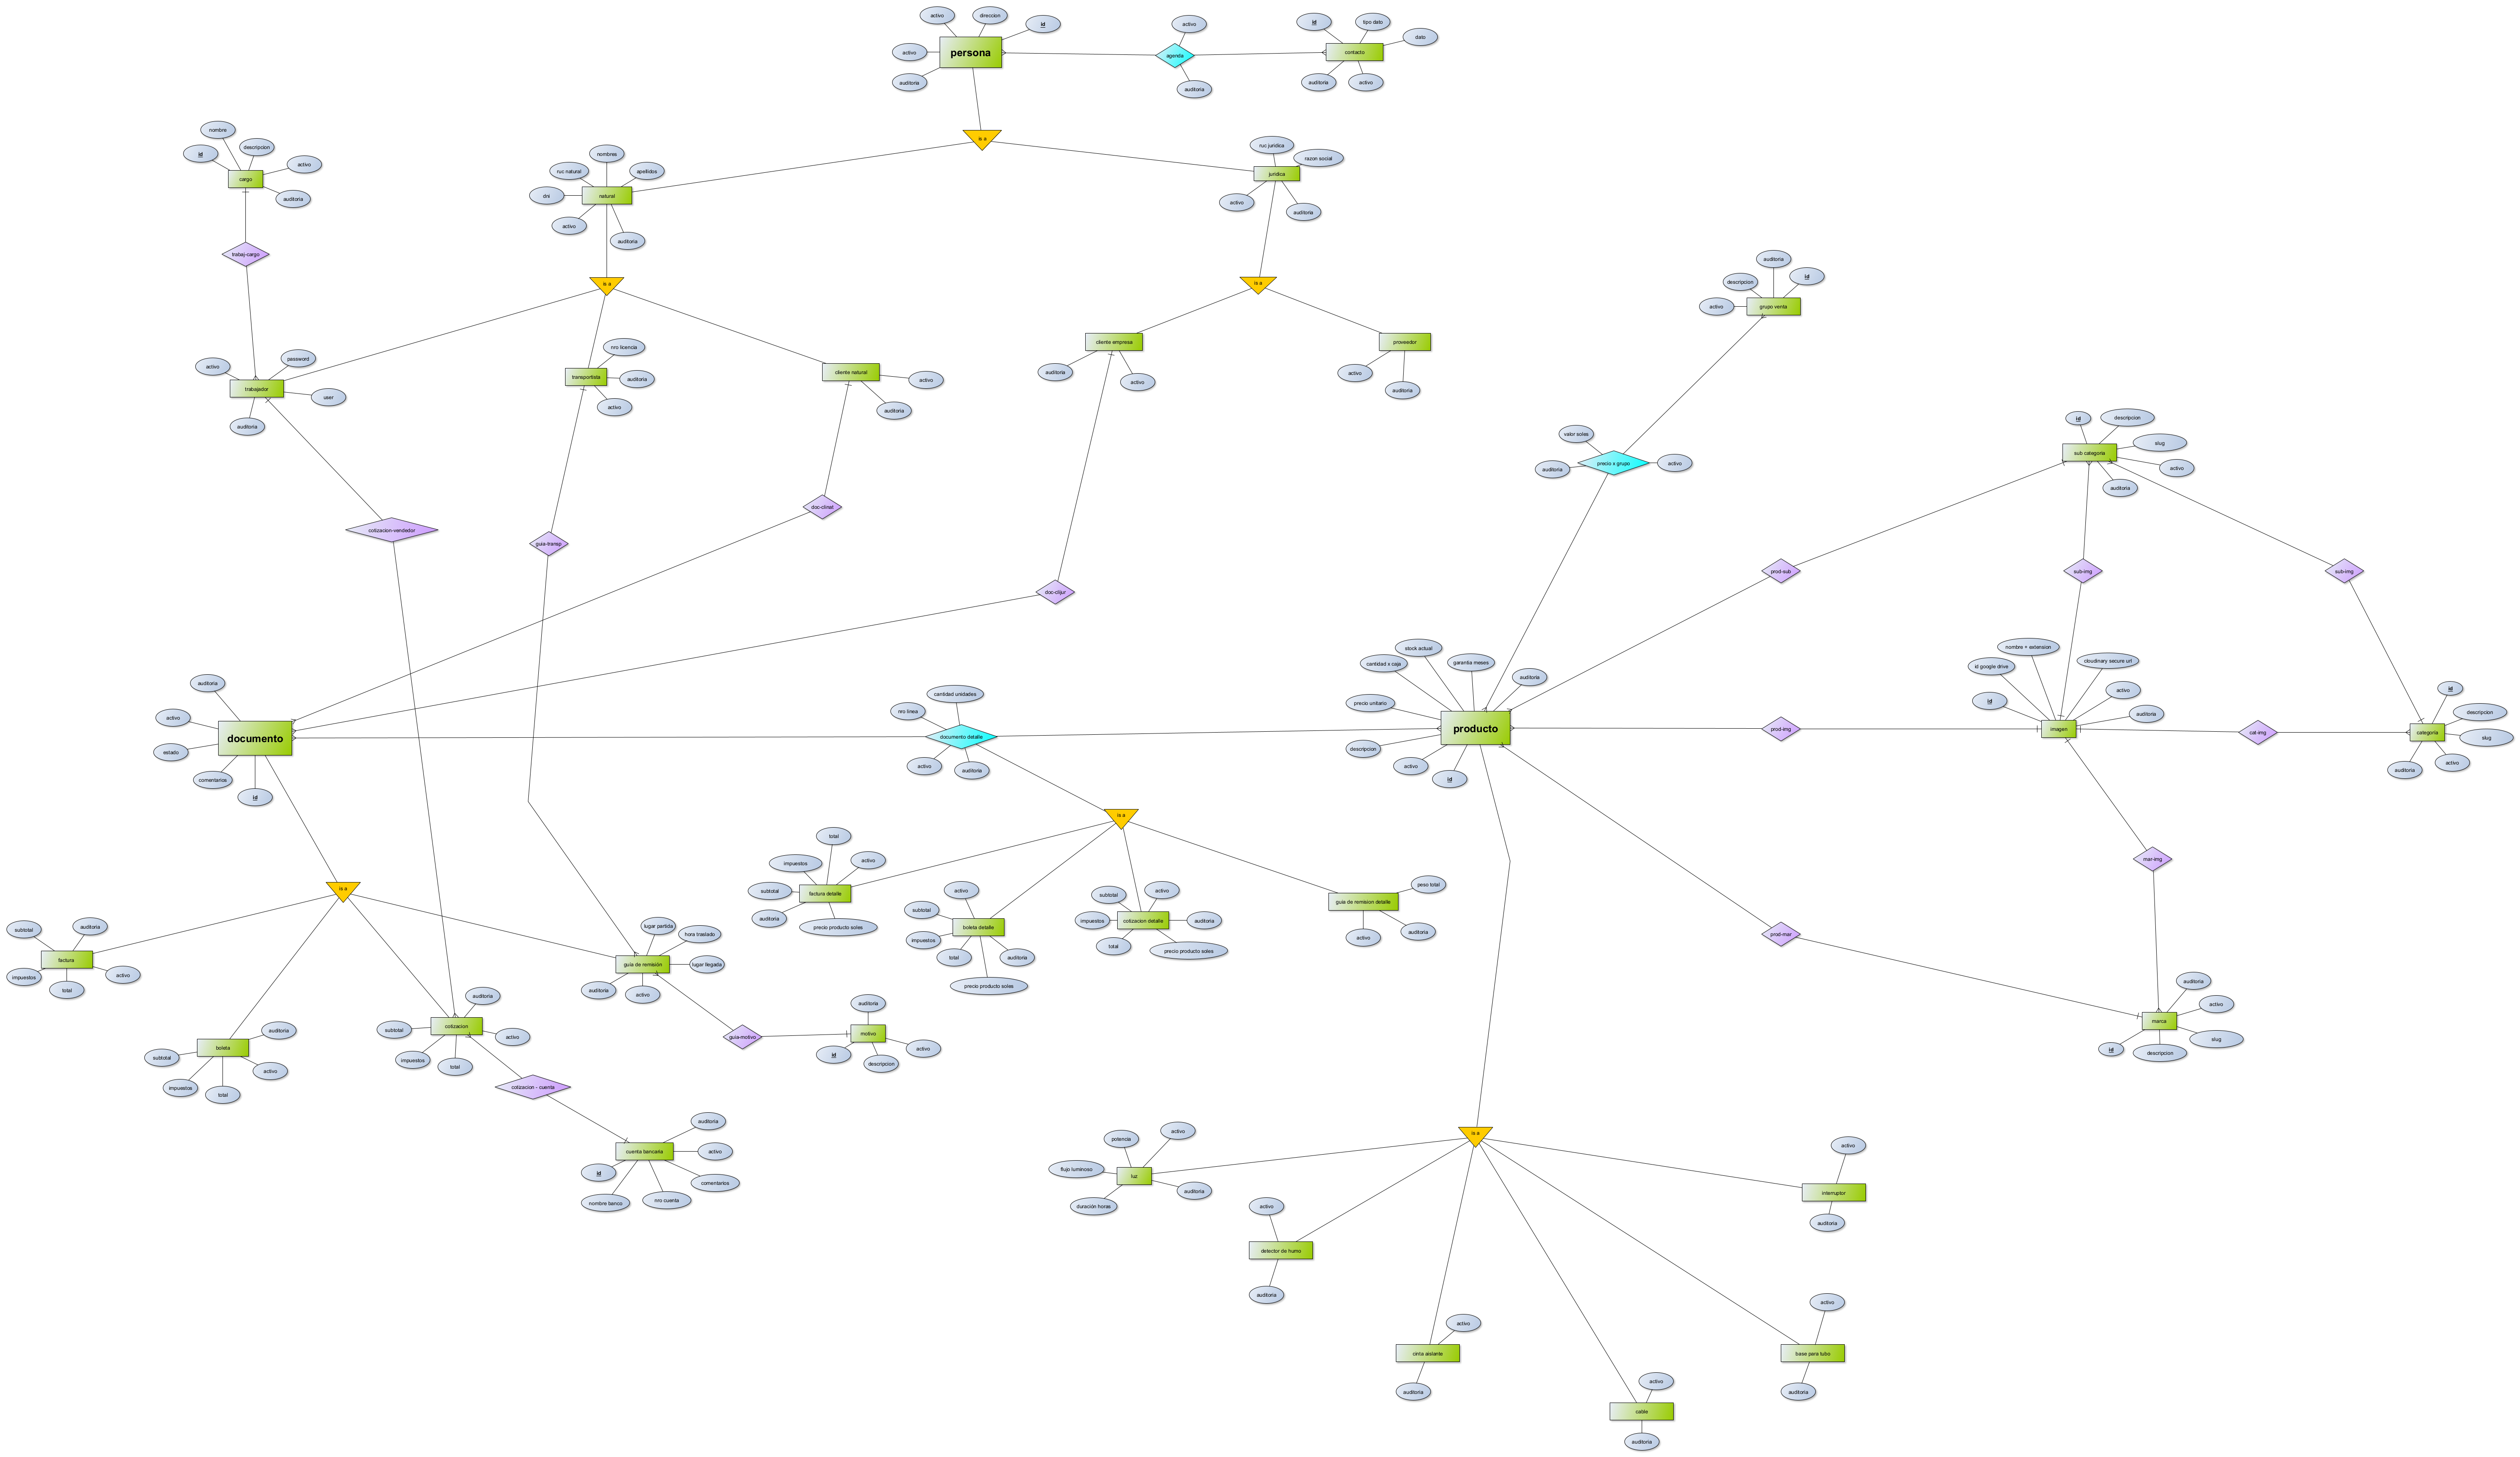 activo
direccion
id
persona
activo
auditoria
activo
agenda
auditoria
id
tipo dato
dato
contacto
auditoria
activo
is a
nombre
id
descripcion
activo
cargo
auditoria
trabaj-cargo
nombres
ruc natural
apellidos
dni
natural
activo
auditoria
ruc juridica
razon social
juridica
activo
auditoria
is a
is a
auditoria
descripcion
id
activo
grupo venta
password
activo
trabajador
user
auditoria
nro licencia
transportista
auditoria
activo
cliente natural
activo
auditoria
cliente empresa
auditoria
activo
proveedor
activo
auditoria
valor soles
precio x grupo
auditoria
activo
id
descripcion
slug
sub categoria
activo
auditoria
cotizacion-vendedor
guia-transp
doc-clinat
doc-clijur
prod-sub
sub-img
sub-img
auditoria
activo
documento
estado
comentarios
id
cantidad unidades
nro linea
documento detalle
activo
auditoria
stock actual
cantidad x caja
garantia meses
auditoria
precio unitario
producto
descripcion
activo
id
prod-img
nombre + extension
id google drive
cloudinary secure url
id
activo
auditoria
imagen
cat-img
id
descripcion
slug
categoria
auditoria
activo
mar-img
is a
is a
subtotal
auditoria
factura
impuestos
activo
total
auditoria
boleta
subtotal
activo
impuestos
total
auditoria
cotizacion
subtotal
activo
impuestos
total
lugar partida
hora traslado
guia de remisión
lugar llegada
auditoria
activo
guia-motivo
auditoria
motivo
id
activo
descripcion
cotizacion - cuenta
auditoria
cuenta bancaria
activo
id
comentarios
nombre banco
nro cuenta
total
impuestos
activo
subtotal
factura detalle
auditoria
precio producto soles
activo
subtotal
boleta detalle
impuestos
total
auditoria
precio producto soles
subtotal
activo
impuestos
cotizacion detalle
auditoria
total
precio producto soles
peso total
guia de remision detalle
activo
auditoria
prod-mar
auditoria
activo
marca
slug
id
descripcion
is a
potencia
activo
flujo luminoso
luz
auditoria
duración horas
activo
detector de humo
auditoria
activo
cinta aislante
auditoria
activo
cable
auditoria
activo
base para tubo
auditoria
activo
interruptor
auditoria